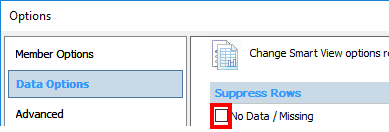 Options
Member Options
Data Options
Advanced
Change Smart View options re
Suppress Rows
No Data / Missing